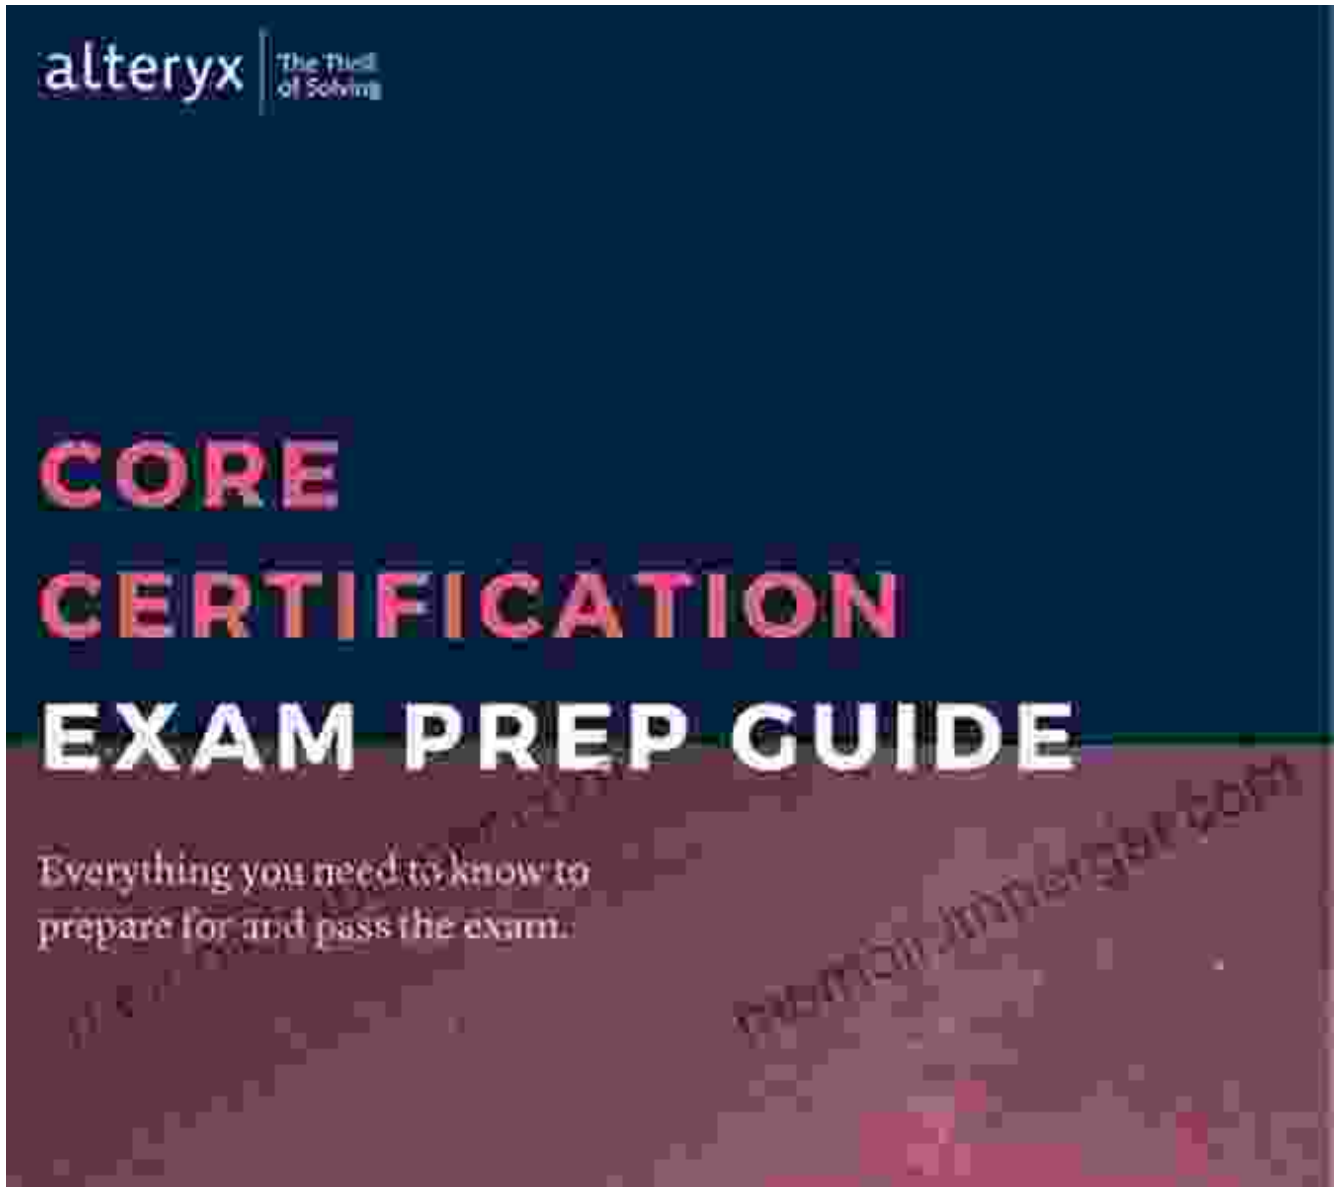 alteryx
The Thrill
of Solving
CORE
CERTIFICATION
EXAM PREP GUIDE
Everything you need to know to
prepare for and pass the exam.